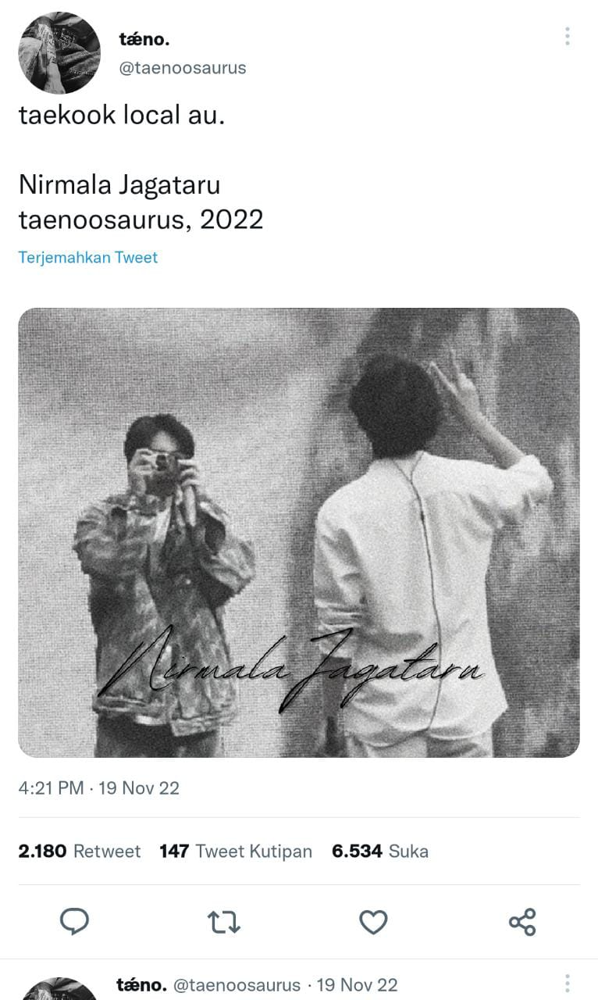 tǽno.
@taenoosaurus
taekook local au.
Nirmala Jagataru
taenoosaurus, 2022
Terjemahkan Tweet
Nirmala Jagataru
4:21 PM · 19 Nov 22
2.180 Retweet 147 Tweet Kutipan 6.534 Suka
tǽno. @taenoosaurus · 19 Nov 22